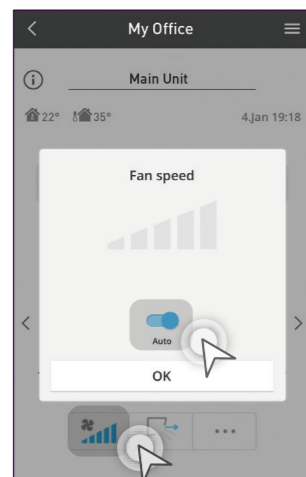 My Office
Main Unit
22° 35° 4.Jan 19:18
Fan speed
Auto
OK